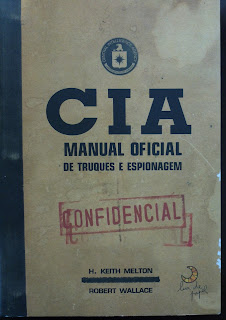 CIA
MANUAL OFICIAL
DE TRUQUES E ESPIONAGEM
CONFIDENCIAL
H. KEITH MELTON
ROBERT WALLACE